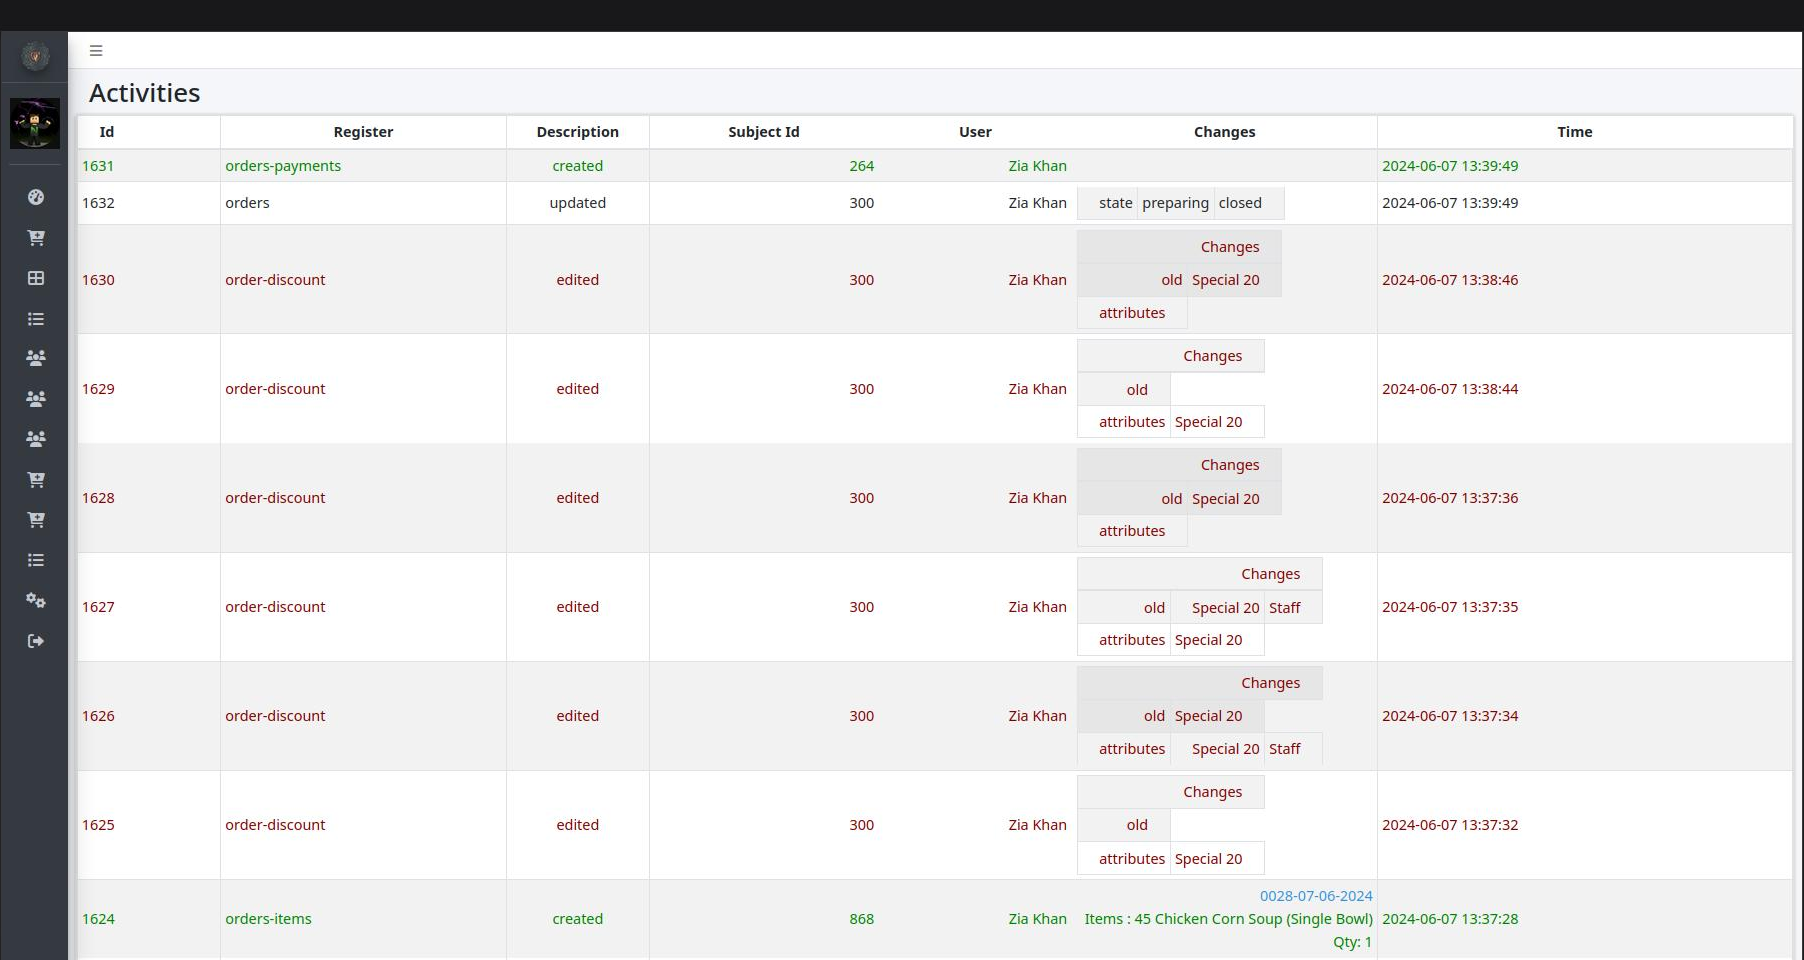 Activities
Id Register Description Subject Id User Changes Time
1631 orders-payments created 264 Zia Khan 2024-06-07 13:39:49
1632 orders updated 300 Zia Khan state preparing closed 2024-06-07 13:39:49
Changes
1630 order-discount edited 300 Zia Khan old Special 20 2024-06-07 13:38:46
attributes
Changes
1629 order-discount edited 300 Zia Khan old 2024-06-07 13:38:44
attributes Special 20
Changes
1628 order-discount edited 300 Zia Khan old Special 20 2024-06-07 13:37:36
attributes
Changes
1627 order-discount edited 300 Zia Khan old Special 20 Staff 2024-06-07 13:37:35
attributes Special 20
Changes
1626 order-discount edited 300 Zia Khan old Special 20 2024-06-07 13:37:34
attributes Special 20 Staff
Changes
1625 order-discount edited 300 Zia Khan old 2024-06-07 13:37:32
attributes Special 20
0028-07-06-2024
1624 orders-items created 868 Zia Khan Items : 45 Chicken Corn Soup (Single Bowl) 2024-06-07 13:37:28
Qty: 1